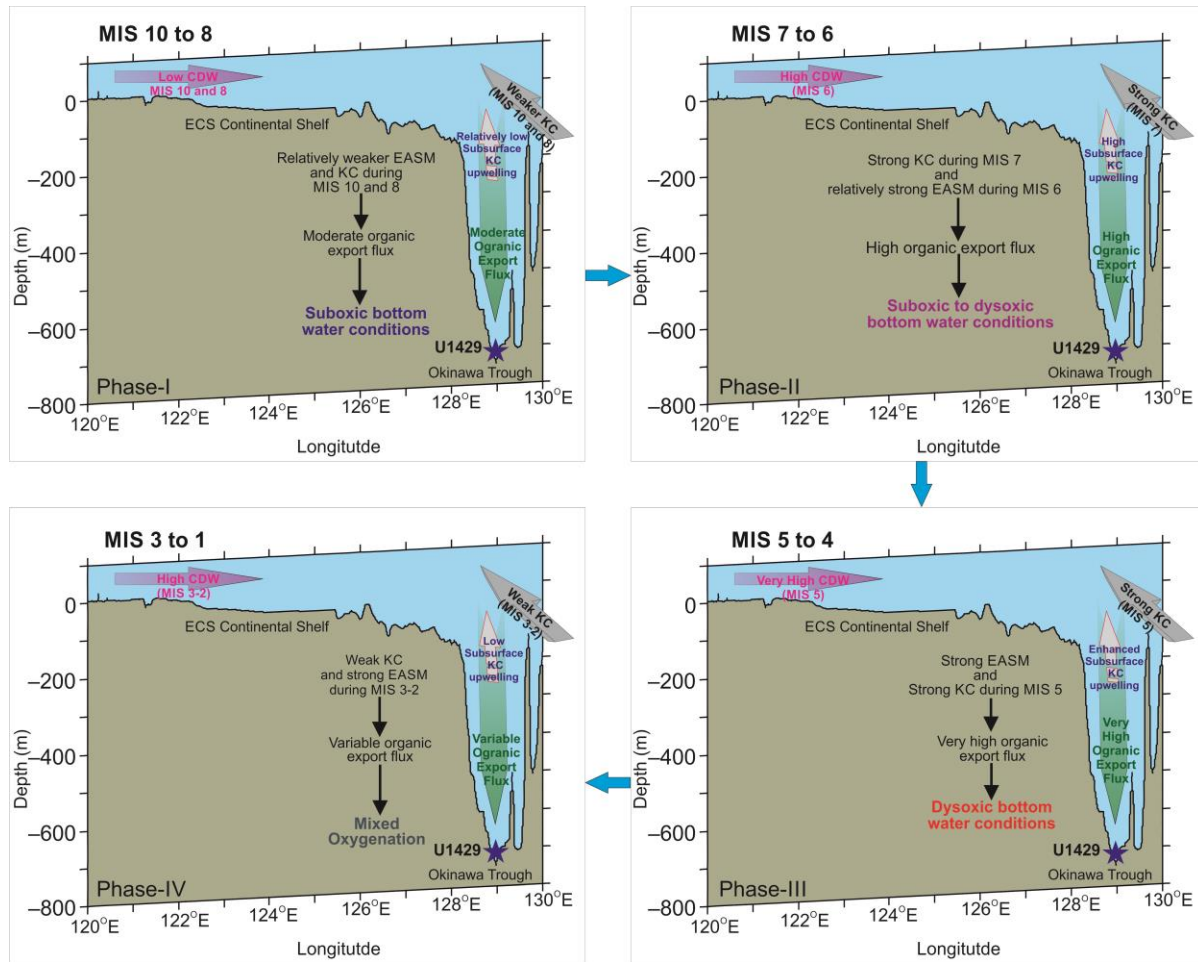 MIS 10 to 8
Low CDW
MIS 10 and 8
Weaker KC
(MIS 10 and 8)
0
–200
–400
–600
–800
Depth (m)
ECS Continental Shelf
Relatively weaker EASM
and KC during
MIS 10 and 8
Moderate organic
export flux
Suboxic bottom
water conditions
Relatively low
Subsurface
KC
upwelling
Moderate
Ogranic
Export
Flux
U1429
Okinawa Trough
Phase-I
120°E
122°E
124°E
126°E
128°E
130°E
Longitutde
MIS 7 to 6
High CDW
(MIS 6)
Strong KC
(MIS 7)
0
–200
–400
–600
–800
Depth (m)
ECS Continental Shelf
Strong KC during MIS 7
and
relatively strong EASM during MIS 6
High organic export flux
Suboxic to dysoxic
bottom water conditions
High
Subsurface
KC
upwelling
High
Ogranic
Export
Flux
U1429
Okinawa Trough
Phase-II
120°E
122°E
124°E
126°E
128°E
130°E
Longitutde
MIS 3 to 1
High CDW
(MIS 3-2)
Weak KC
(MIS 3-2)
0
–200
–400
–600
–800
Depth (m)
ECS Continental Shelf
Weak KC
and strong EASM
during MIS 3-2
Variable organic
export flux
Mixed
Oxygenation
Low
Subsurface
KC
upwelling
Variable
Ogranic
Export
Flux
U1429
Okinawa Trough
Phase-IV
120°E
122°E
124°E
126°E
128°E
130°E
Longitutde
MIS 5 to 4
Very High CDW
(MIS 5)
Strong KC
(MIS 5)
0
–200
–400
–600
–800
Depth (m)
ECS Continental Shelf
Strong EASM
and
Strong KC during MIS 5
Very high organic
export flux
Dysoxic bottom
water conditions
Enhanced
Subsurface
KC
upwelling
Very
High
Ogranic
Export
Flux
U1429
Okinawa Trough
Phase-III
120°E
122°E
124°E
126°E
128°E
130°E
Longitutde